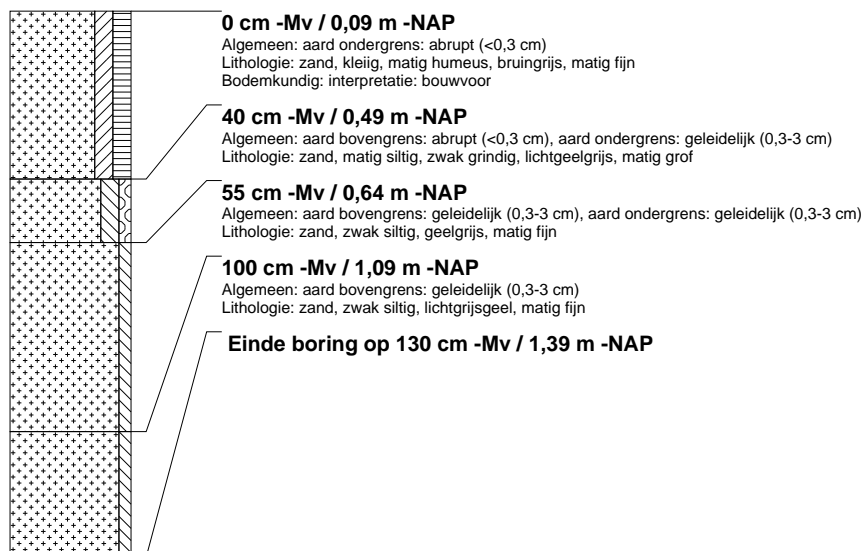 0 cm -Mv / 0,09 m -NAP
Algemeen: aard ondergrens: abrupt (<0,3 cm)
Lithologie: zand, kleiig, matig humeus, bruingrijs, matig fijn
Bodemkundig: interpretatie: bouwvoor
40 cm -Mv / 0,49 m -NAP
Algemeen: aard bovengrens: abrupt (<0,3 cm), aard ondergrens: geleidelijk (0,3-3 cm)
Lithologie: zand, matig siltig, zwak grindig, lichtgeelgrijs, matig grof
55 cm -Mv / 0,64 m -NAP
Algemeen: aard bovengrens: geleidelijk (0,3-3 cm), aard ondergrens: geleidelijk (0,3-3 cm)
Lithologie: zand, zwak siltig, geelgrijs, matig fijn
100 cm -Mv / 1,09 m -NAP
Algemeen: aard bovengrens: geleidelijk (0,3-3 cm)
Lithologie: zand, zwak siltig, lichtgrijsgeel, matig fijn
Einde boring op 130 cm -Mv / 1,39 m -NAP